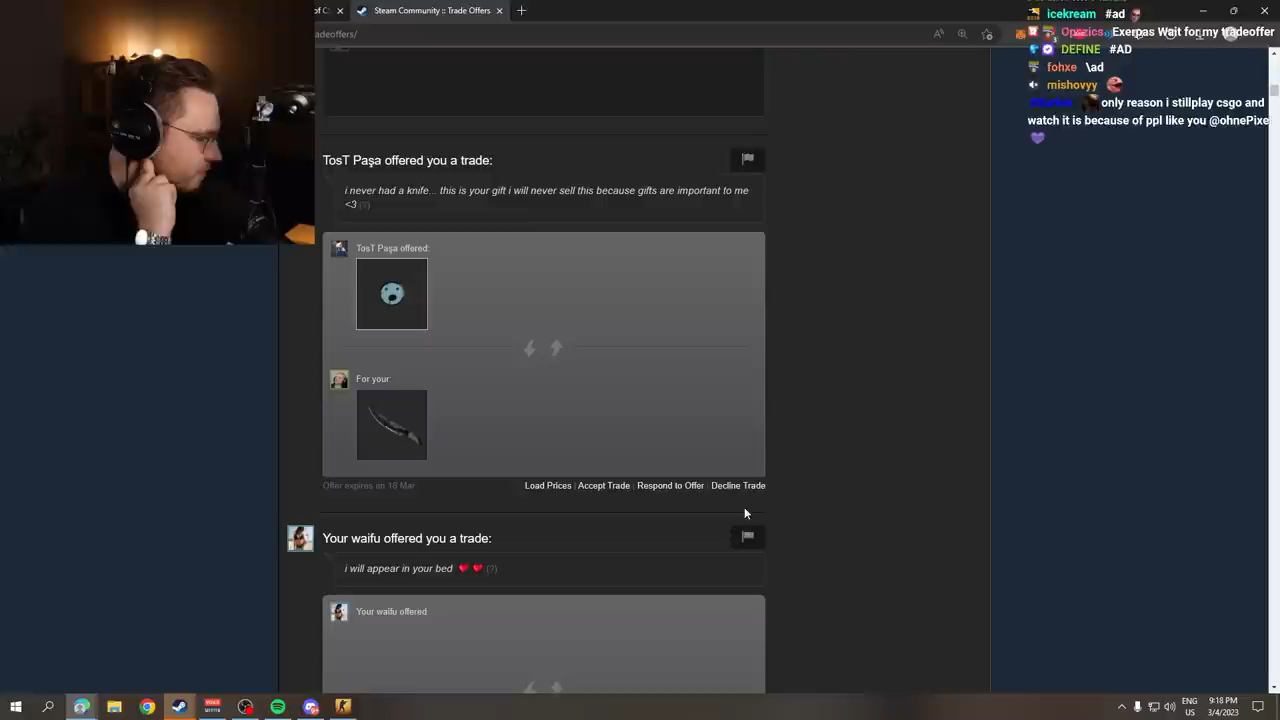 of C
Steam Community :: Trade Offers
adeoffers/
icekream #ad
Opazics Exerpas Wait for my tradeoffer
DEFINE #AD
fohxe \ad
mishovyy
only reason i stillplay csgo and
watch it is because of ppl like you @ohnePixe
TosT Paşa offered you a trade:
i never had a knife... this is your gift i will never sell this because gifts are important to me
<3 (?)
TosT Paşa offered:
For your:
Offer expires on 18 Mar
Load Prices | Accept Trade | Respond to Offer | Decline Trade
Your waifu offered you a trade:
i will appear in your bed ❤ ❤ (?)
Your waifu offered
ENG 9:18 PM
US 3/4/2023